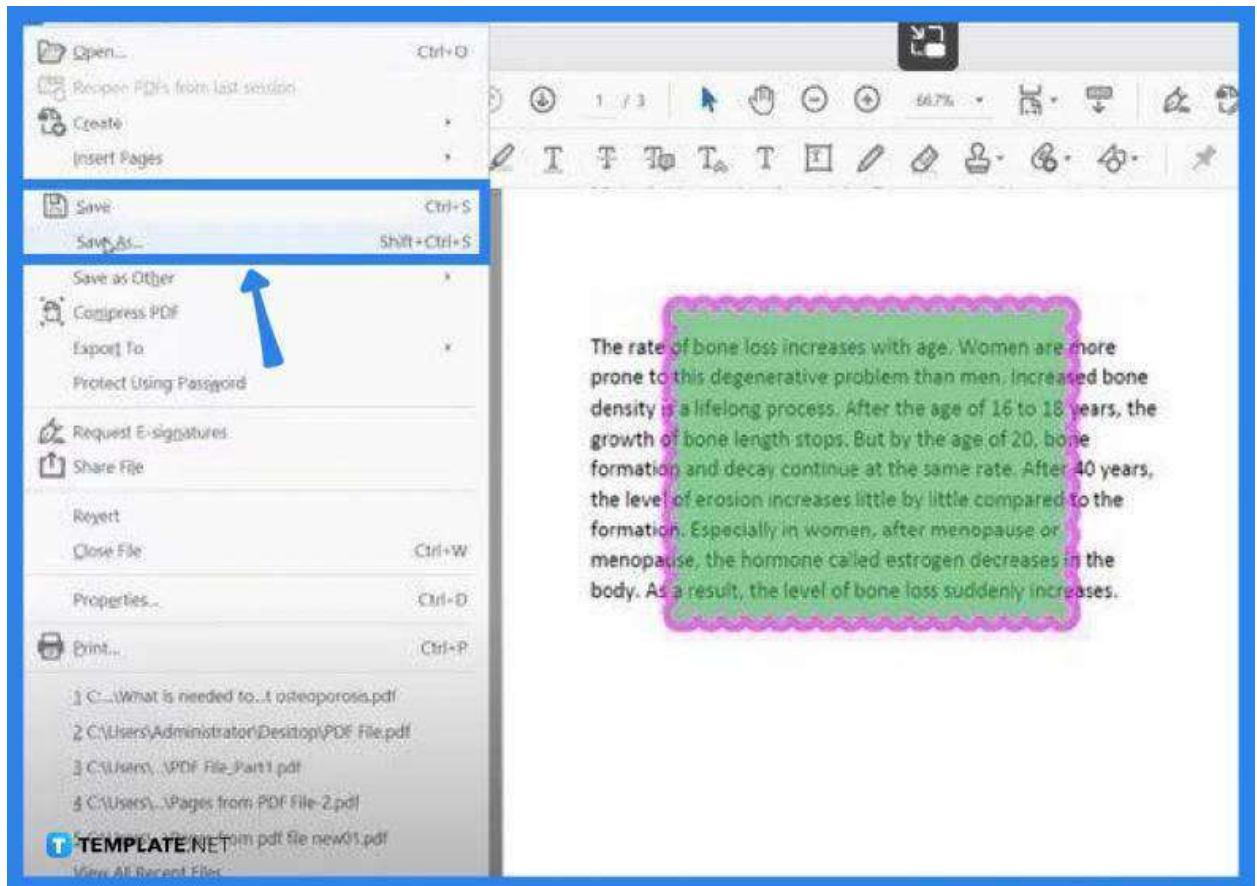 Open... Ctrl+O
Reopen PDFs from last session
Create
Insert Pages
Save Ctrl+S
Save As... Shift+Ctrl+S
Save as Other
Compress PDF
Export To
Protect Using Password
Request E-signatures
Share File
Revert
Close File Ctrl+W
Properties... Ctrl+D
Print... Ctrl+P
1 C:...\What is needed to...t osteoporosis.pdf
2 C:\Users\Administrator\Desktop\PDF File.pdf
3 C:\Users\...\PDF File_Part1.pdf
4 C:\Users\...\Pages from PDF File-2.pdf
from pdf file new01.pdf
T TEMPLATE.NET
View All Recent Files
1 / 3 66.7%
The rate of bone loss increases with age. Women are more
prone to this degenerative problem than men. Increased bone
density is a lifelong process. After the age of 16 to 18 years, the
growth of bone length stops. But by the age of 20, bone
formation and decay continue at the same rate. After 40 years,
the level of erosion increases little by little compared to the
formation. Especially in women, after menopause or
menopause, the hormone called estrogen decreases in the
body. As a result, the level of bone loss suddenly increases.